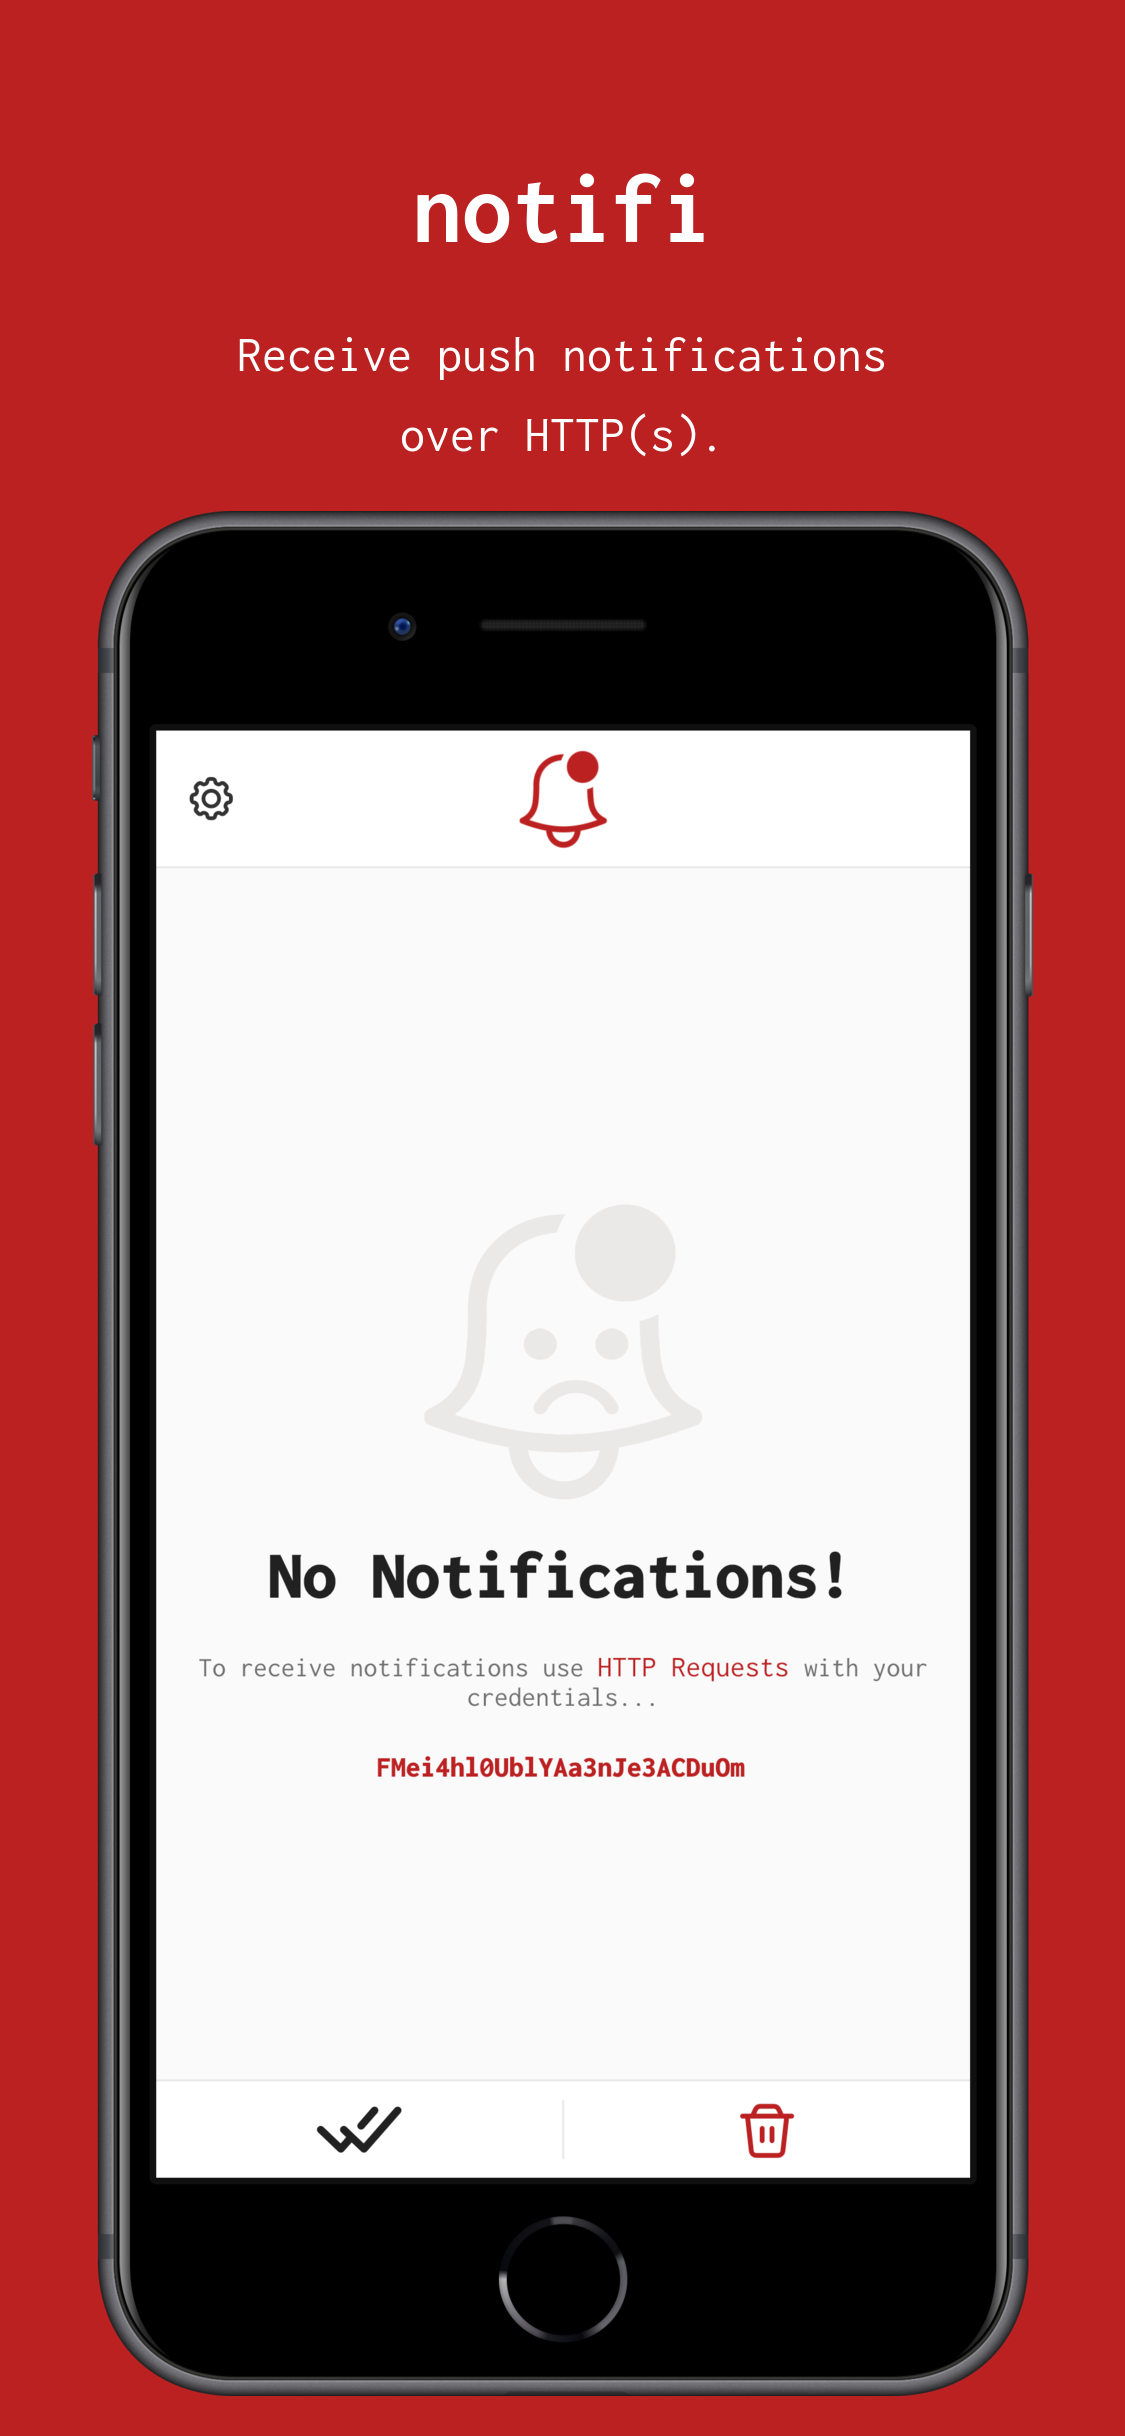 notifi
Receive push notifications
over HTTP(s).
No Notifications!
To receive notifications use HTTP Requests with your
credentials...
FMei4hl0UblYAa3nJe3ACDuOm